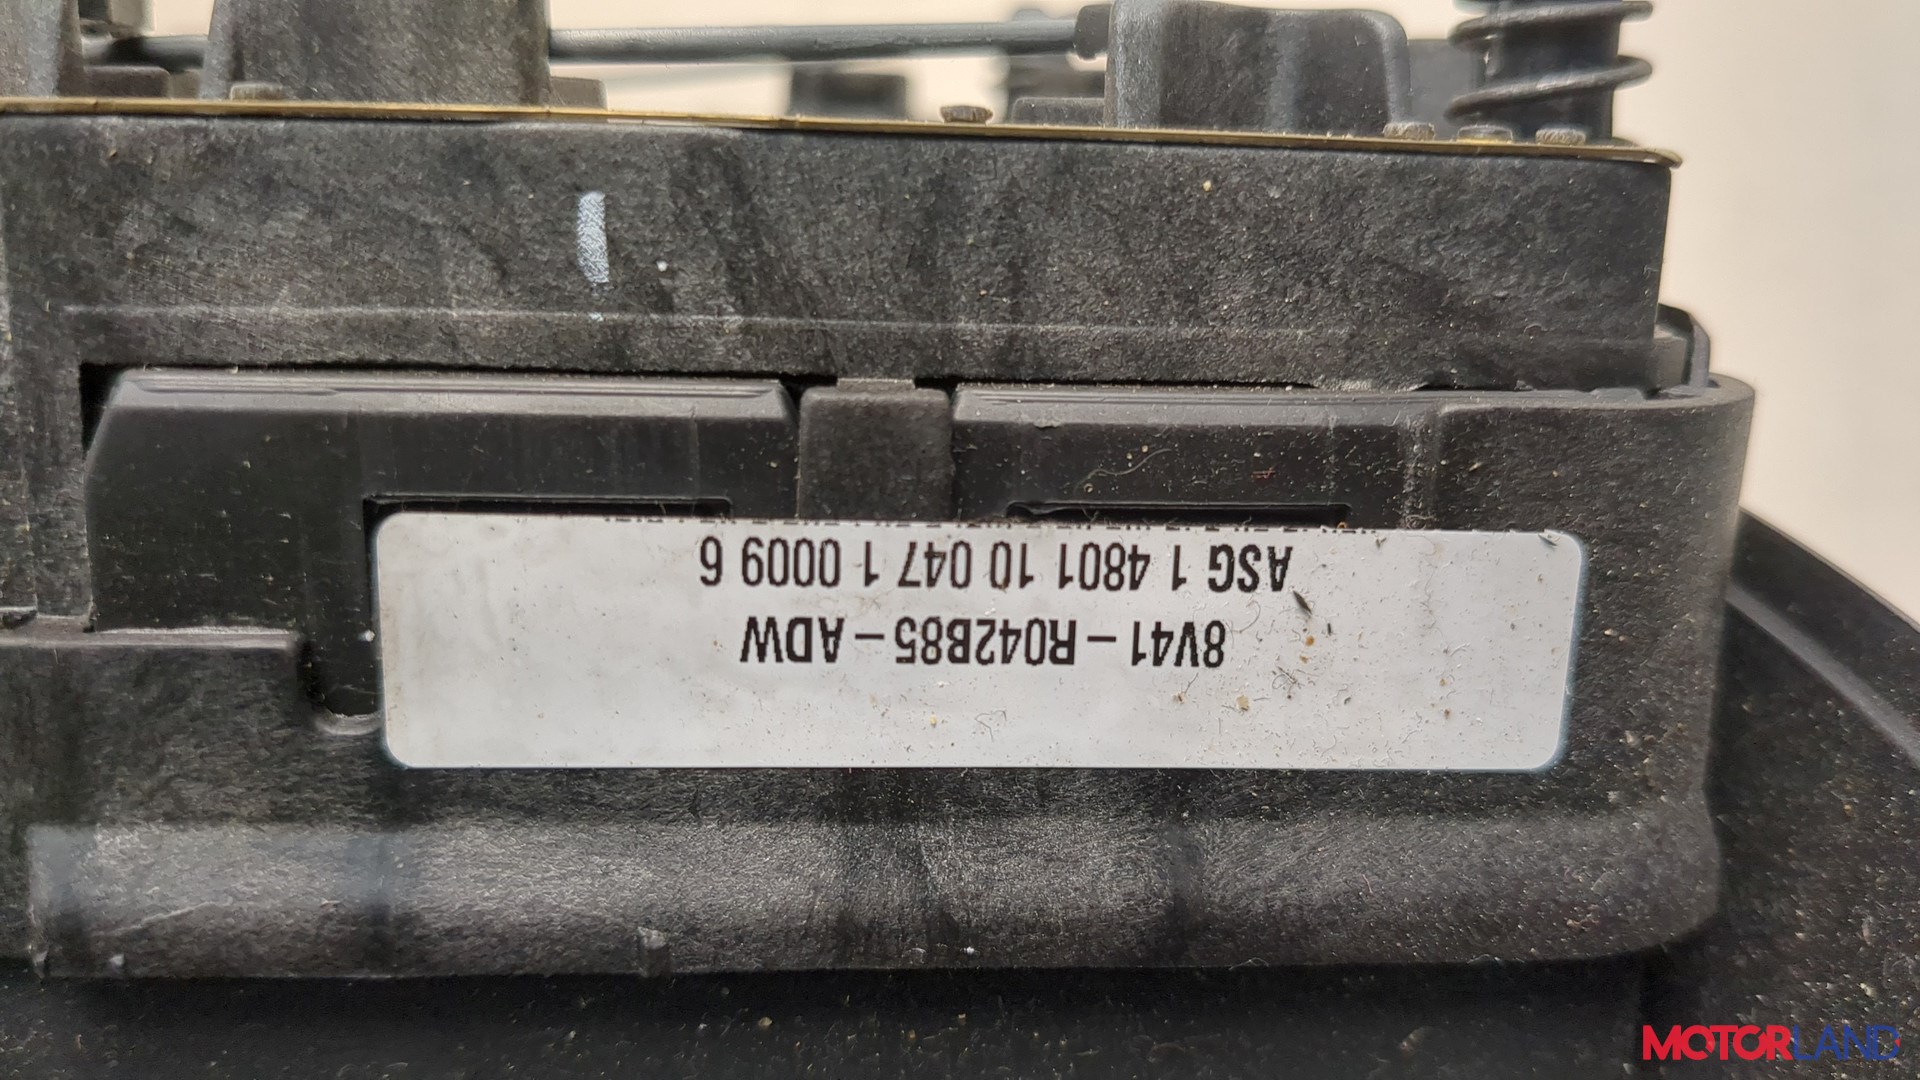 8V41-R042B85-ADW
ASG 1 4801 10 047 1 0009 6
MOTORLAND